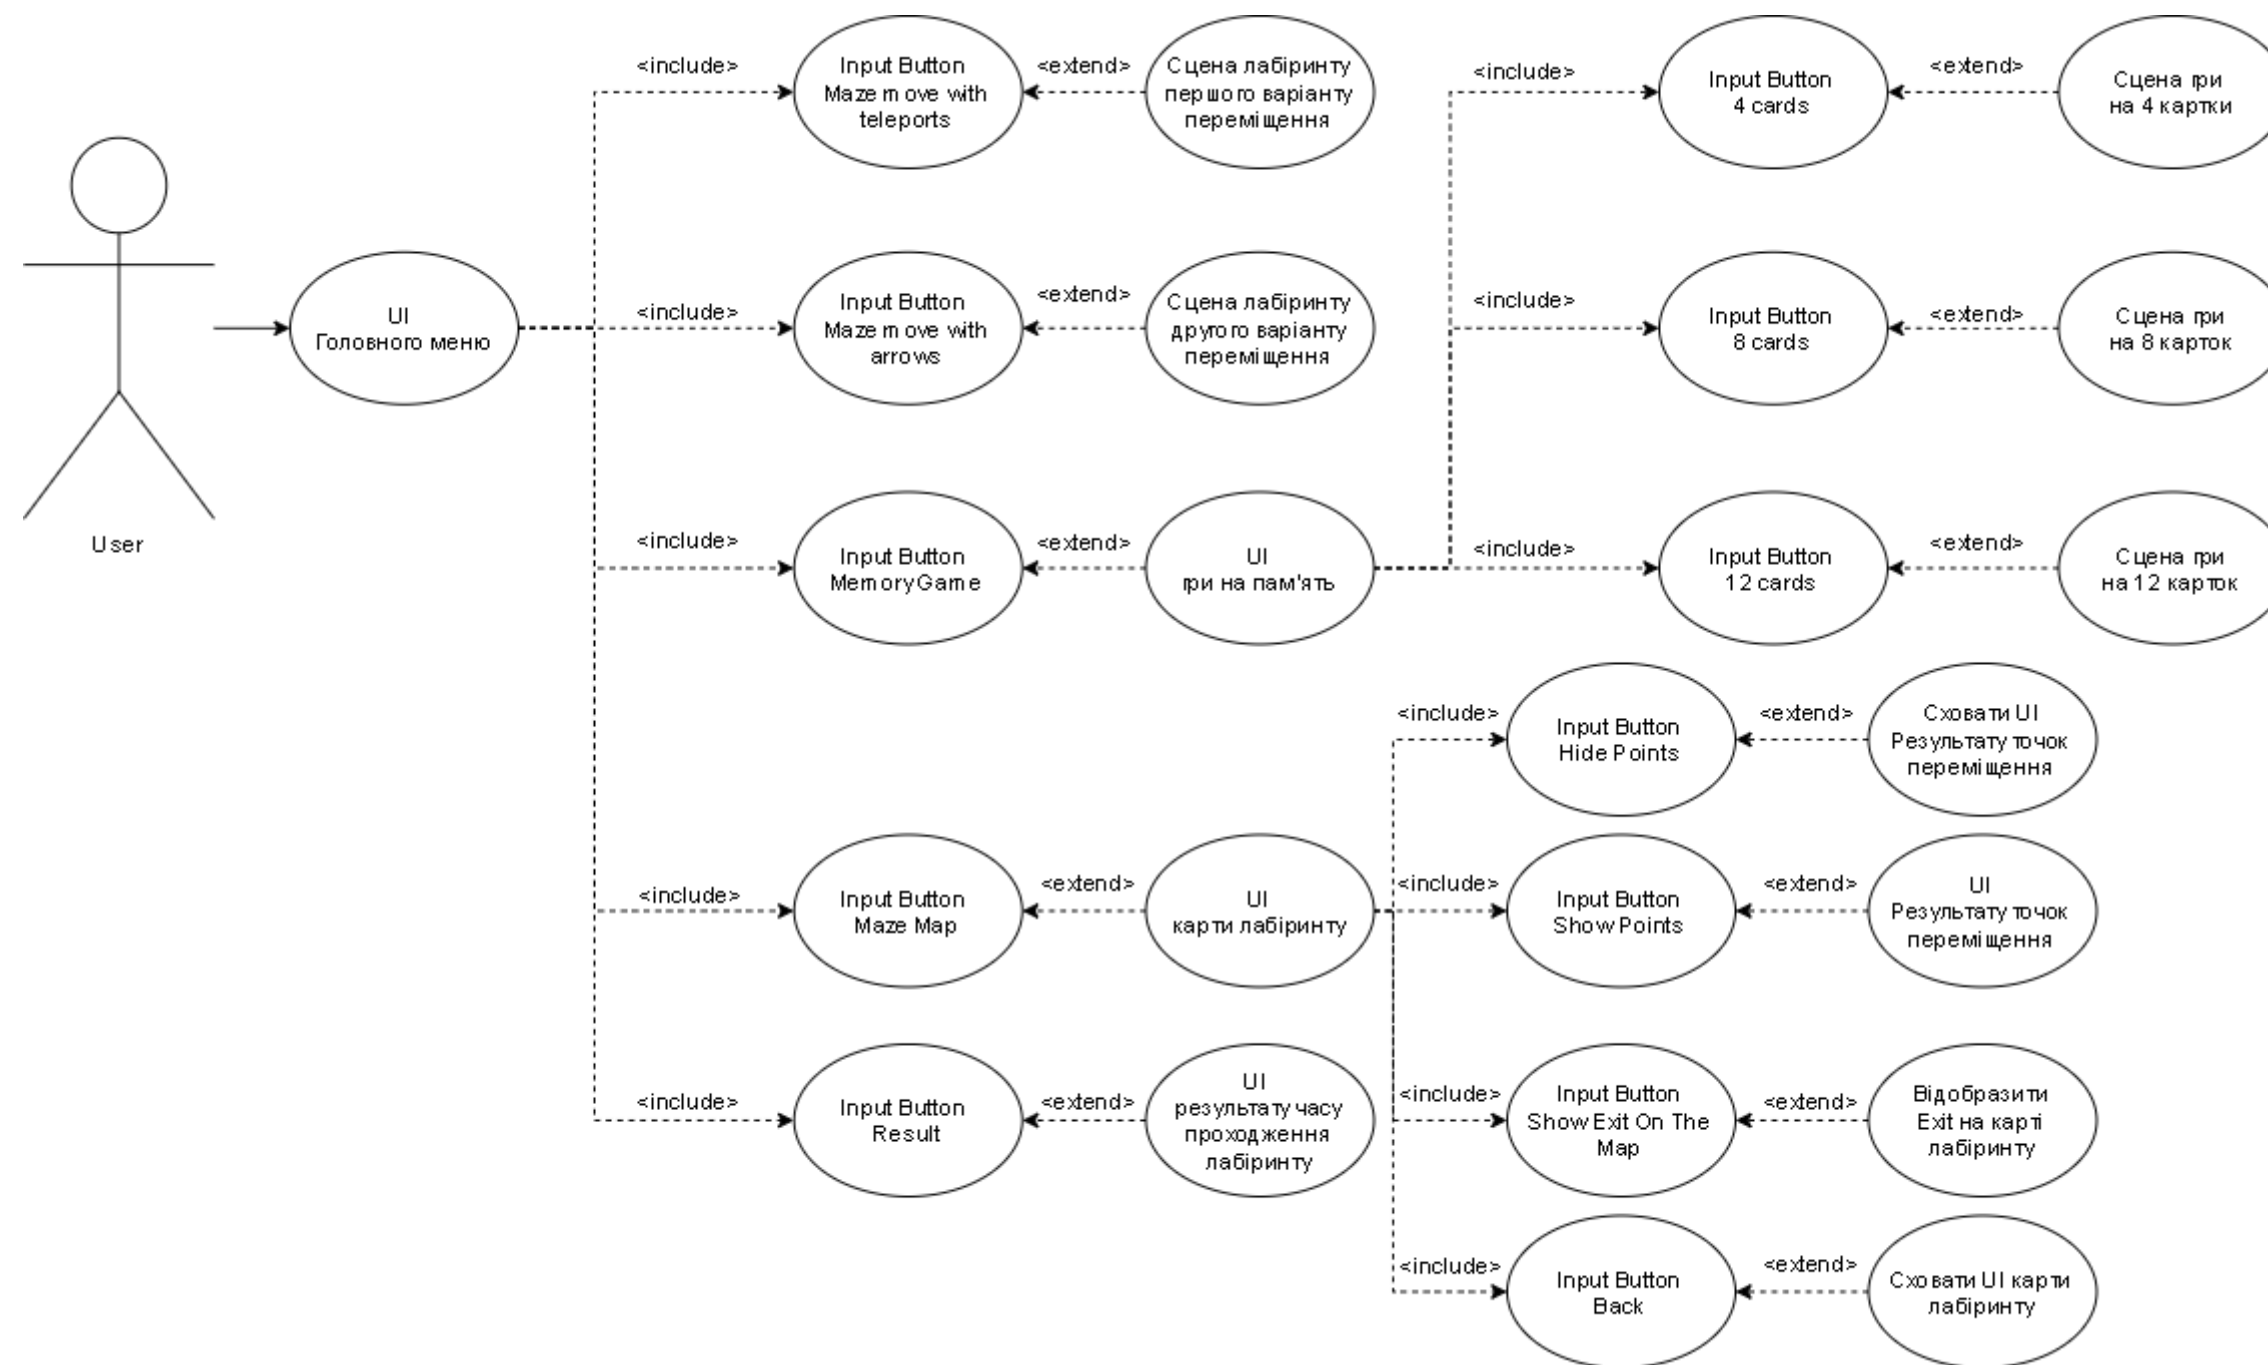 <include>
Input Button
Maze move with
teleports
<extend>
Сцена лабіринту
першого варіанту
переміщення
<include>
Input Button
4 cards
<extend>
Сцена гри
на 4 картки
User
UI
Головного меню
<include>
Input Button
Maze move with
arrows
<extend>
Сцена лабіринту
другого варіанту
переміщення
<include>
Input Button
8 cards
<extend>
Сцена гри
на 8 карток
<include>
Input Button
MemoryGame
<extend>
UI
гри на пам'ять
<include>
Input Button
12 cards
<extend>
Сцена гри
на 12 карток
<include>
Input Button
Hide Points
<extend>
Сховати UI
Результату точок
переміщення
<include>
Input Button
Maze Map
<extend>
UI
карти лабіринту
<include>
Input Button
Show Points
<extend>
UI
Результату точок
переміщення
<include>
Input Button
Result
<extend>
UI
результату часу
проходження
лабіринту
<include>
Input Button
Show Exit On The
Map
<extend>
Відобразити
Exit на карті
лабіринту
<include>
Input Button
Back
<extend>
Сховати UI карти
лабіринту